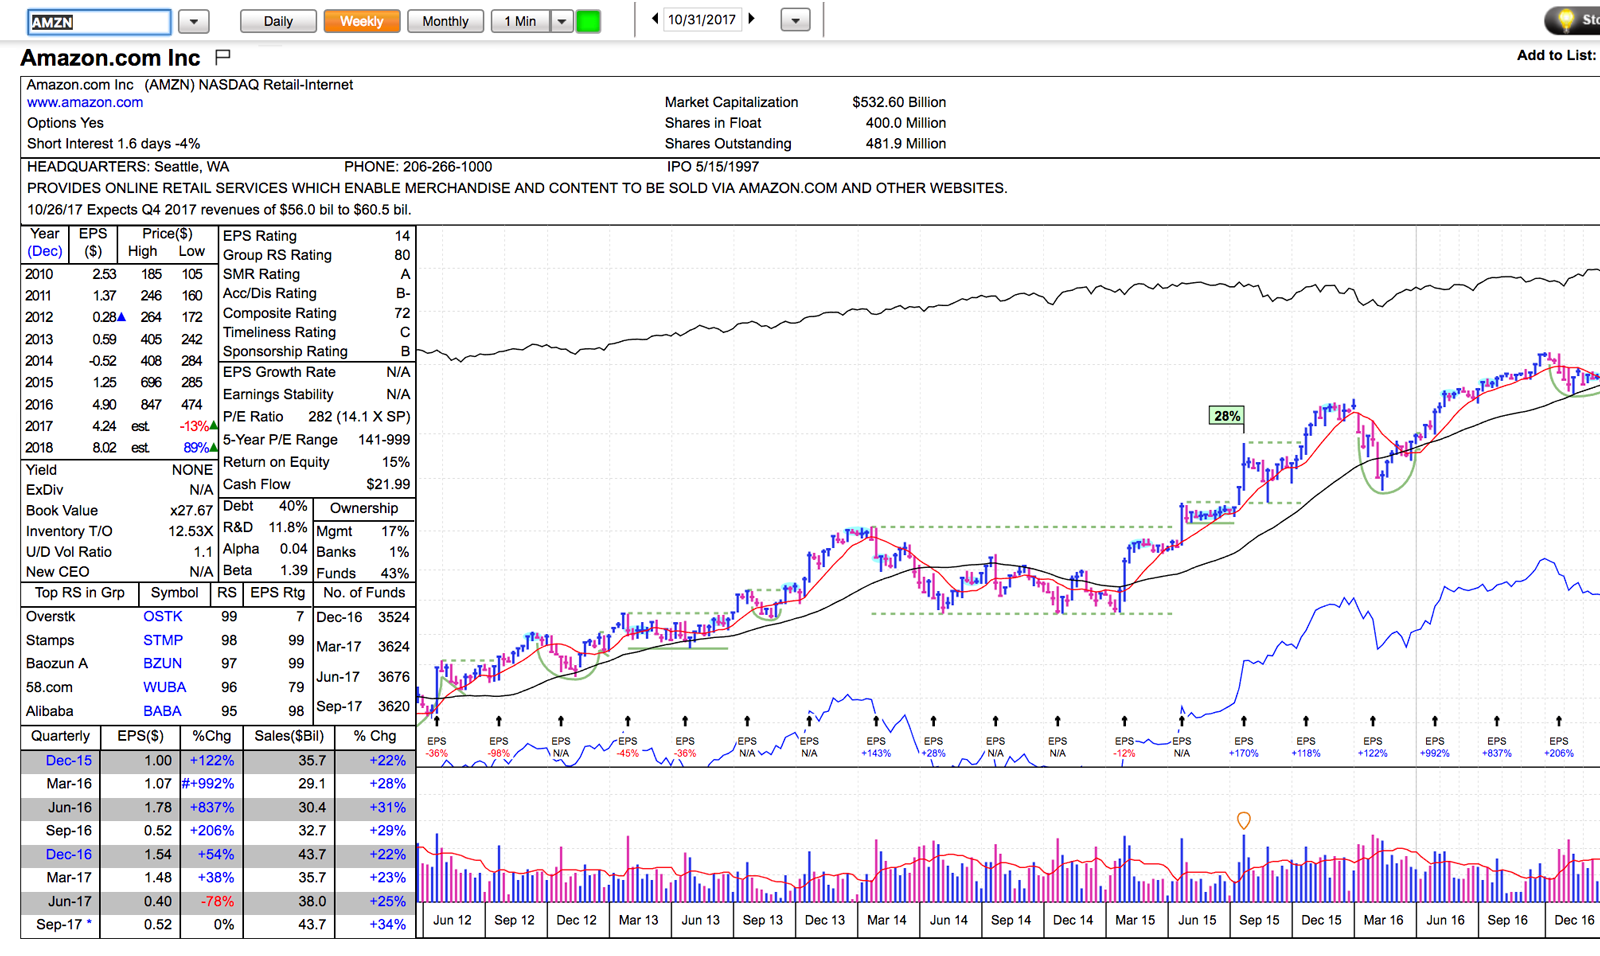 AMZN Daily Weekly Monthly 1 Min 10/31/2017
Amazon.com Inc Add to List:
Amazon.com Inc (AMZN) NASDAQ Retail-Internet
www.amazon.com Market Capitalization $532.60 Billion
Options Yes Shares in Float 400.0 Million
Short Interest 1.6 days -4% Shares Outstanding 481.9 Million
HEADQUARTERS: Seattle, WA PHONE: 206-266-1000 IPO 5/15/1997
PROVIDES ONLINE RETAIL SERVICES WHICH ENABLE MERCHANDISE AND CONTENT TO BE SOLD VIA AMAZON.COM AND OTHER WEBSITES.
10/26/17 Expects Q4 2017 revenues of $56.0 bil to $60.5 bil.
Year EPS Price($)
(Dec) ($) High Low
2010 2.53 185 105
2011 1.37 246 160
2012 0.28 264 172
2013 0.59 405 242
2014 -0.52 408 284
2015 1.25 696 285
2016 4.90 847 474
2017 4.24 est. -13%
2018 8.02 est. 89%
Yield NONE
ExDiv N/A
Book Value x27.67
Inventory T/O 12.53X
U/D Vol Ratio 1.1
New CEO N/A
EPS Rating 14
Group RS Rating 80
SMR Rating A
Acc/Dis Rating B-
Composite Rating 72
Timeliness Rating C
Sponsorship Rating B
EPS Growth Rate N/A
Earnings Stability N/A
P/E Ratio 282 (14.1 X SP)
5-Year P/E Range 141-999
Return on Equity 15%
Cash Flow $21.99
Debt 40%
R&D 11.8%
Alpha 0.04
Beta 1.39
Ownership
Mgmt 17%
Banks 1%
Funds 43%
Top RS in Grp Symbol RS EPS Rtg
Overstk OSTK 99 7
Stamps STMP 98 99
Baozun A BZUN 97 99
58.com WUBA 96 79
Alibaba BABA 95 98
No. of Funds
Dec-16 3524
Mar-17 3624
Jun-17 3676
Sep-17 3620
Quarterly EPS($) %Chg Sales($Bil) % Chg
Dec-15 1.00 +122% 35.7 +22%
Mar-16 1.07 #+992% 29.1 +28%
Jun-16 1.78 +837% 30.4 +31%
Sep-16 0.52 +206% 32.7 +29%
Dec-16 1.54 +54% 43.7 +22%
Mar-17 1.48 +38% 35.7 +23%
Jun-17 0.40 -78% 38.0 +25%
Sep-17 * 0.52 0% 43.7 +34%
28%
EPS EPS EPS EPS EPS EPS EPS EPS EPS EPS EPS EPS EPS EPS EPS EPS EPS EPS EPS
-36% -98% N/A -45% -36% N/A N/A +143% +28% N/A N/A -12% N/A +170% +118% +122% +992% +837% +206%
Jun 12 Sep 12 Dec 12 Mar 13 Jun 13 Sep 13 Dec 13 Mar 14 Jun 14 Sep 14 Dec 14 Mar 15 Jun 15 Sep 15 Dec 15 Mar 16 Jun 16 Sep 16 Dec 16